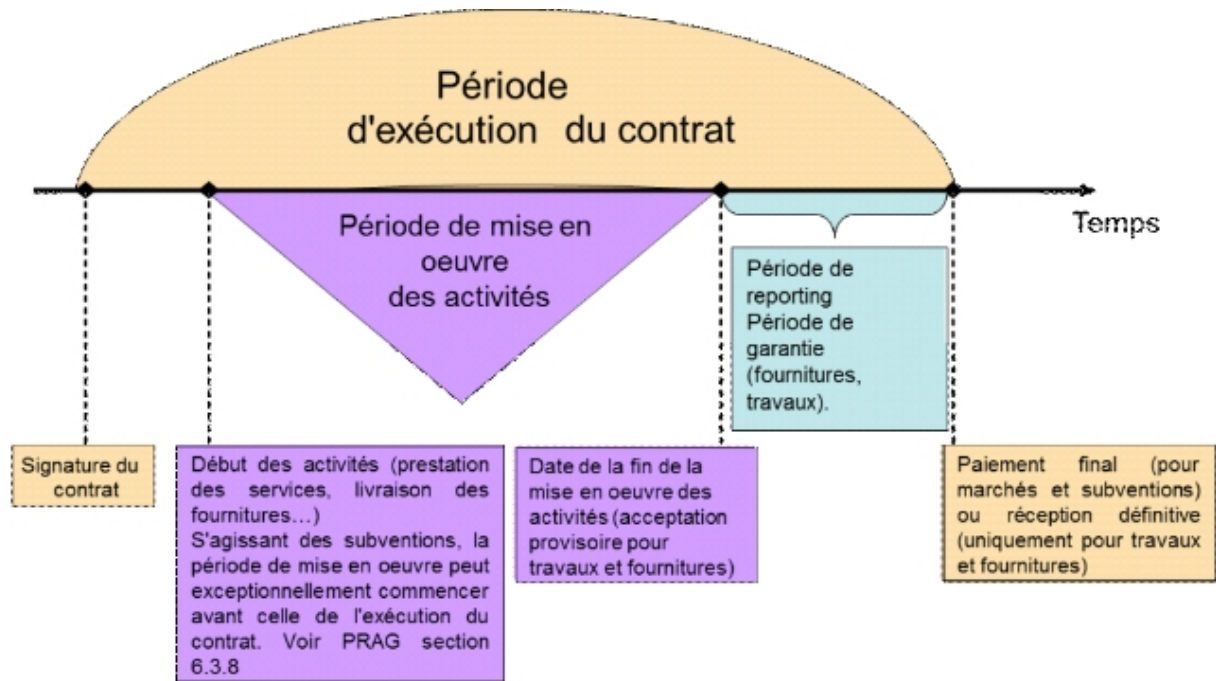 Période
d'exécution du contrat
Temps
Période de mise en
oeuvre
des activités
Période de
reporting
Période de
garantie
(fournitures,
travaux).
Signature du
contrat
Début des activités (prestation
des services, livraison des
fournitures…)
S'agissant des subventions, la
période de mise en oeuvre peut
exceptionnellement commencer
avant celle de l'exécution du
contrat. Voir PRAG section
6.3.8
Date de la fin de la
mise en oeuvre des
activités (acceptation
provisoire pour
travaux et fournitures)
Paiement final (pour
marchés et subventions)
ou réception définitive
(uniquement pour travaux
et fournitures)